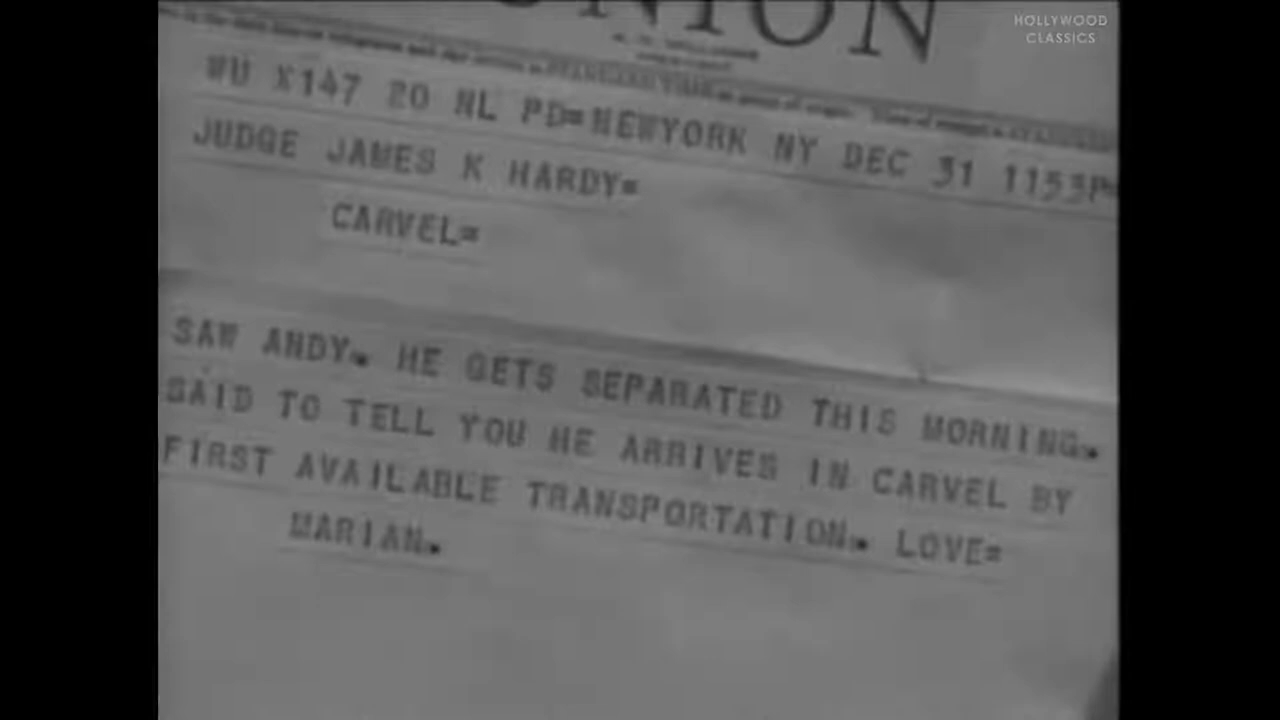 UNION
WU X147 20 NL PD=NEWYORK NY DEC 31 1153P=
JUDGE JAMES K HARDY=
CARVEL=
SAW ANDY. HE GETS SEPARATED THIS MORNING.
SAID TO TELL YOU HE ARRIVES IN CARVEL BY
FIRST AVAILABLE TRANSPORTATION. LOVE=
MARIAN.
HOLLYWOOD
CLASSICS